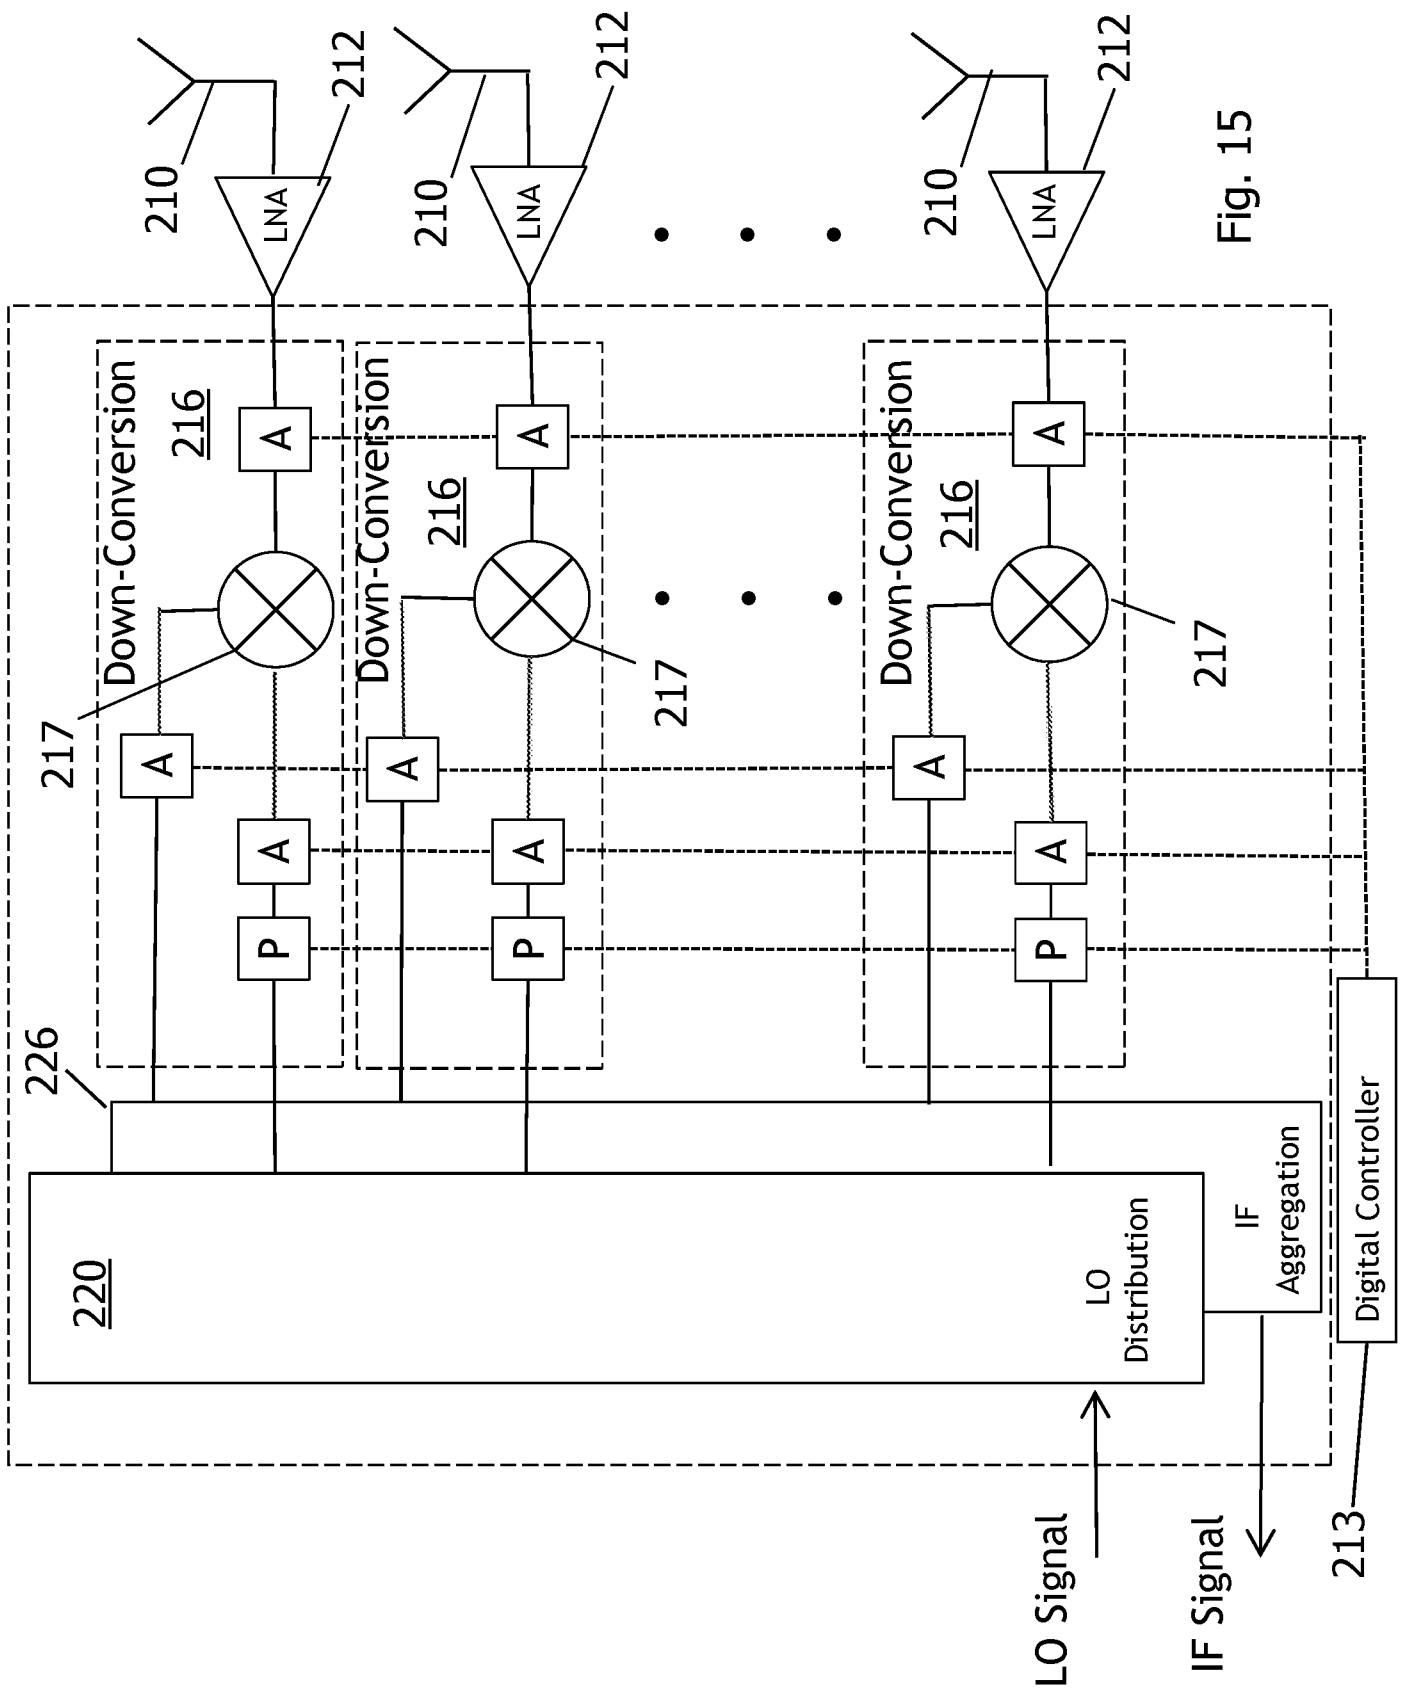 226
217
220
Down-Conversion
A
210
216
P
A
A
LNA
212
Down-Conversion
A
210
216
P
A
A
LNA
212
217
Down-Conversion
A
210
216
P
A
A
LNA
212
LO Signal
LO
Distribution
217
IF Signal
IF
Aggregation
Fig. 15
213
Digital Controller